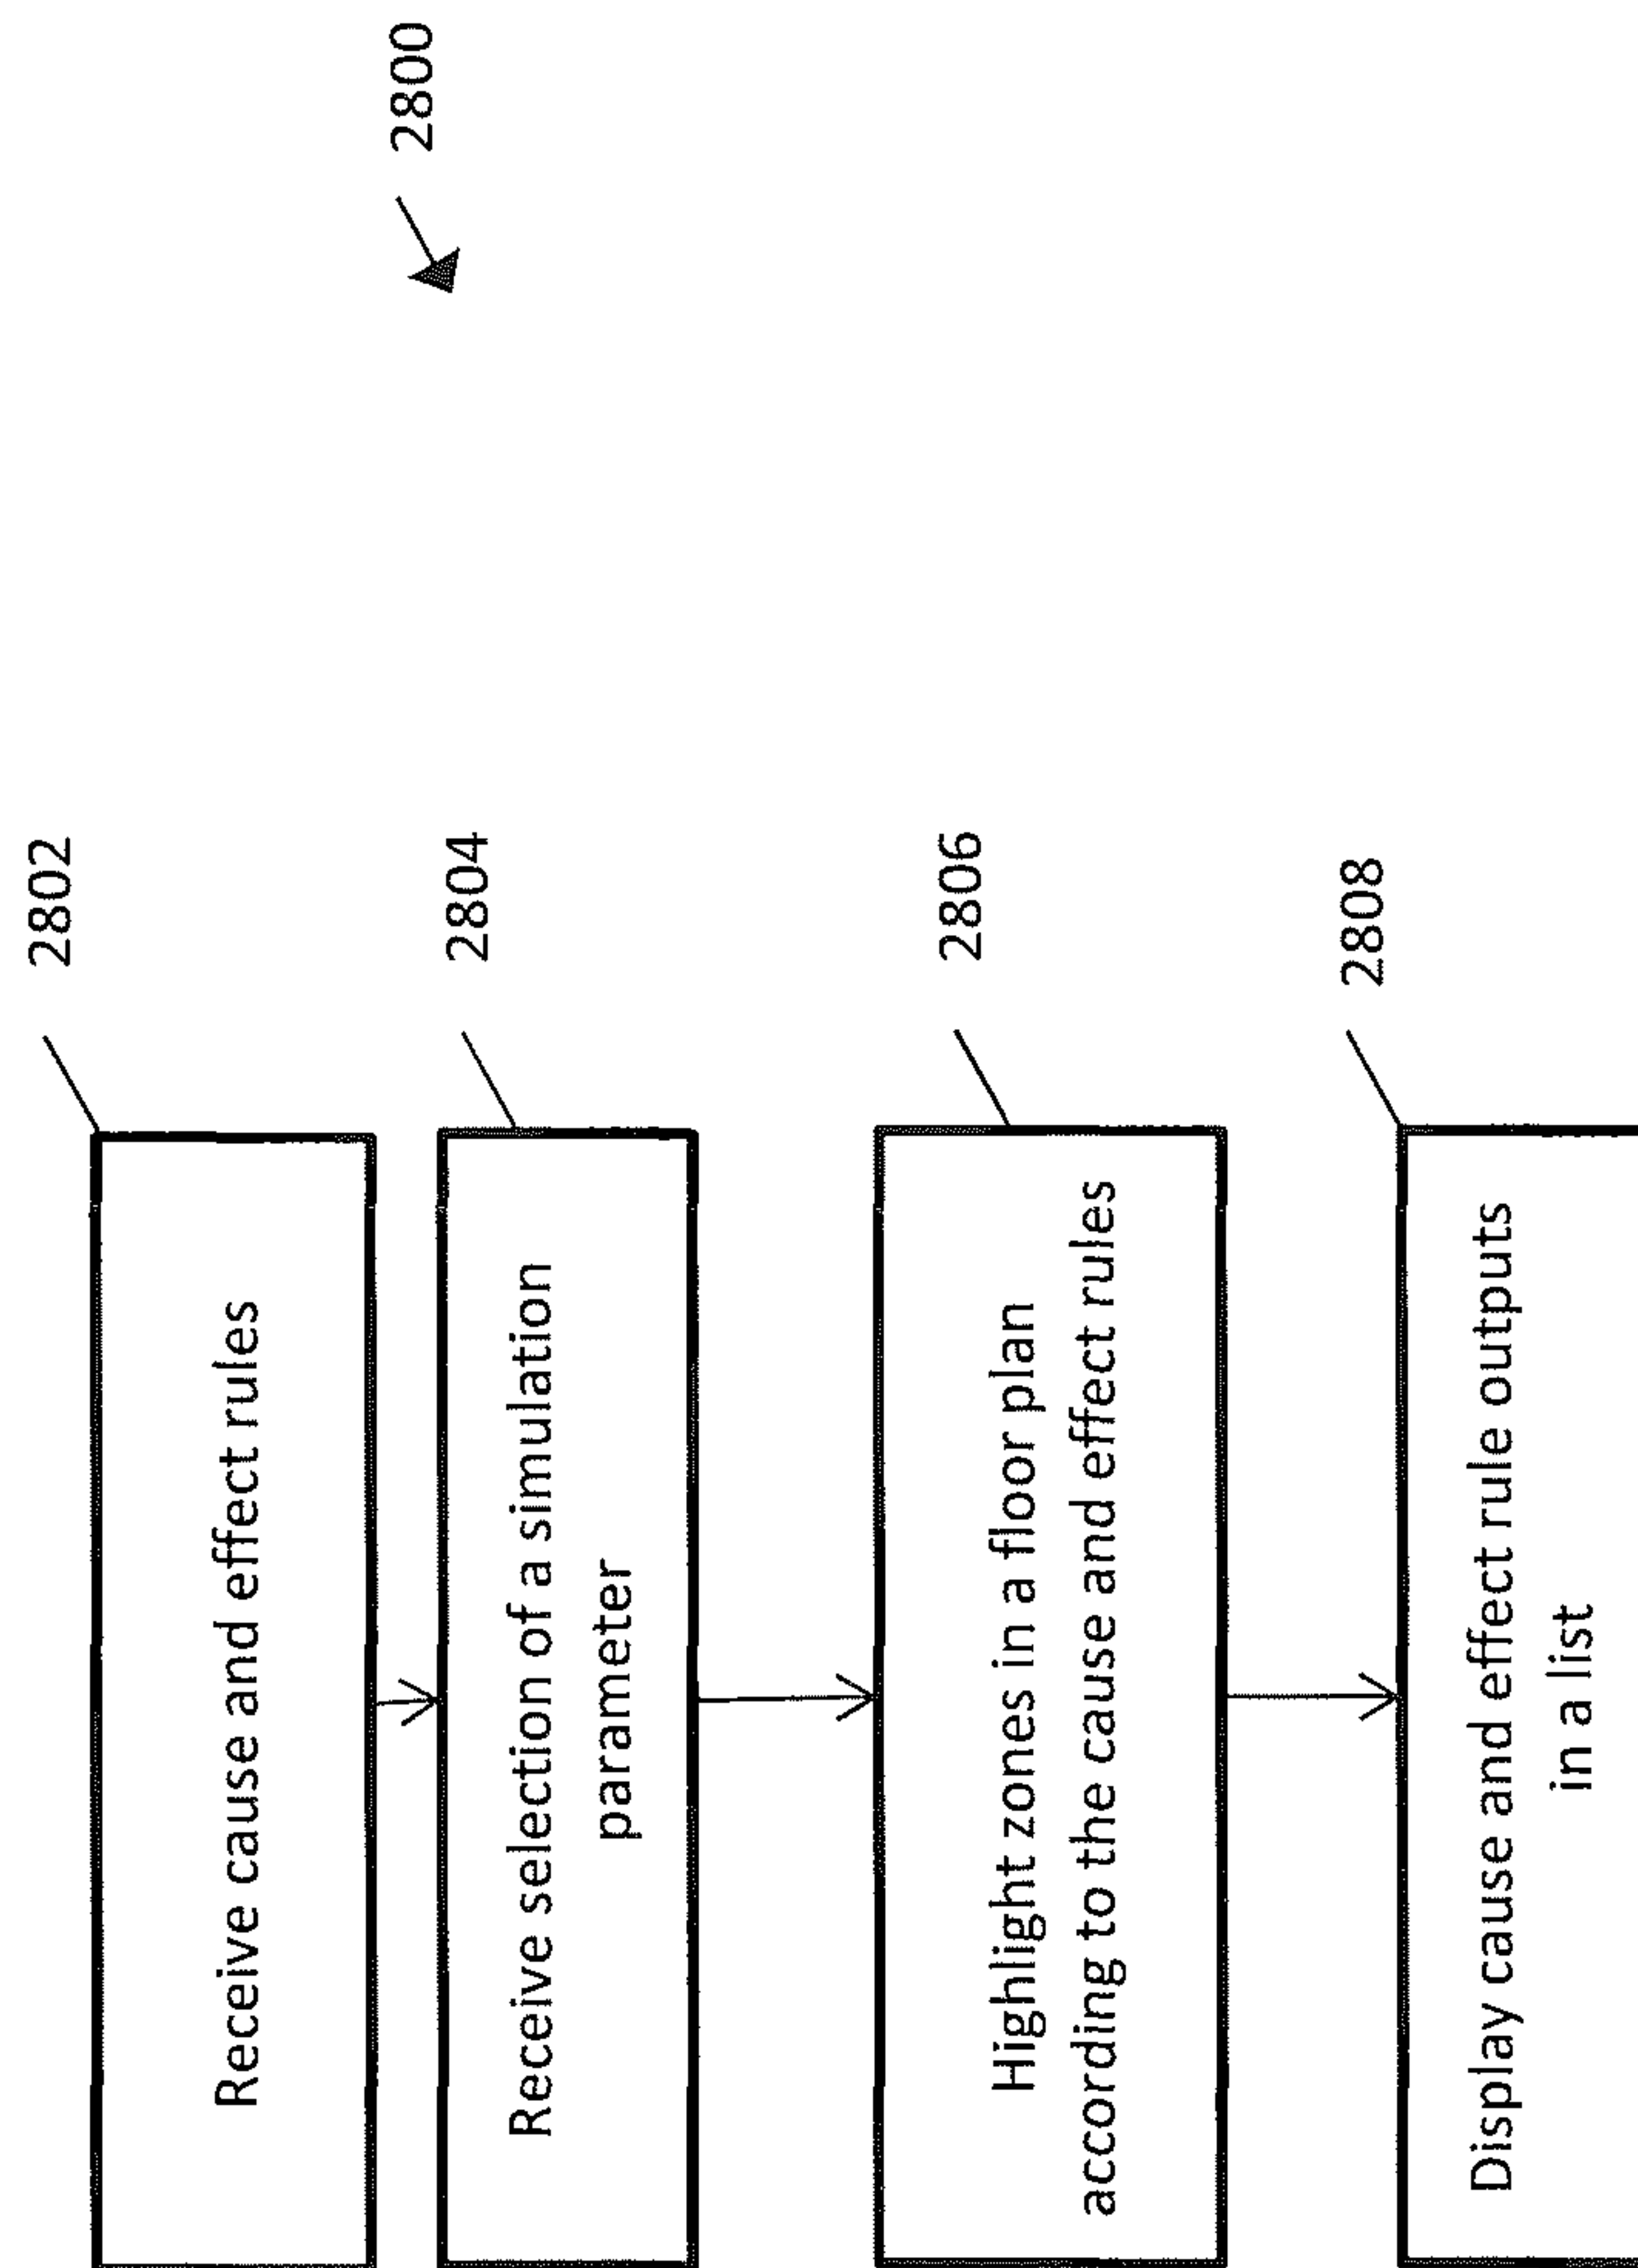 2800
2802
Receive cause and effect rules
2804
Receive selection of a simulation
parameter
2806
Highlight zones in a floor plan
according to the cause and effect rules
2808
Display cause and effect rule outputs
in a list